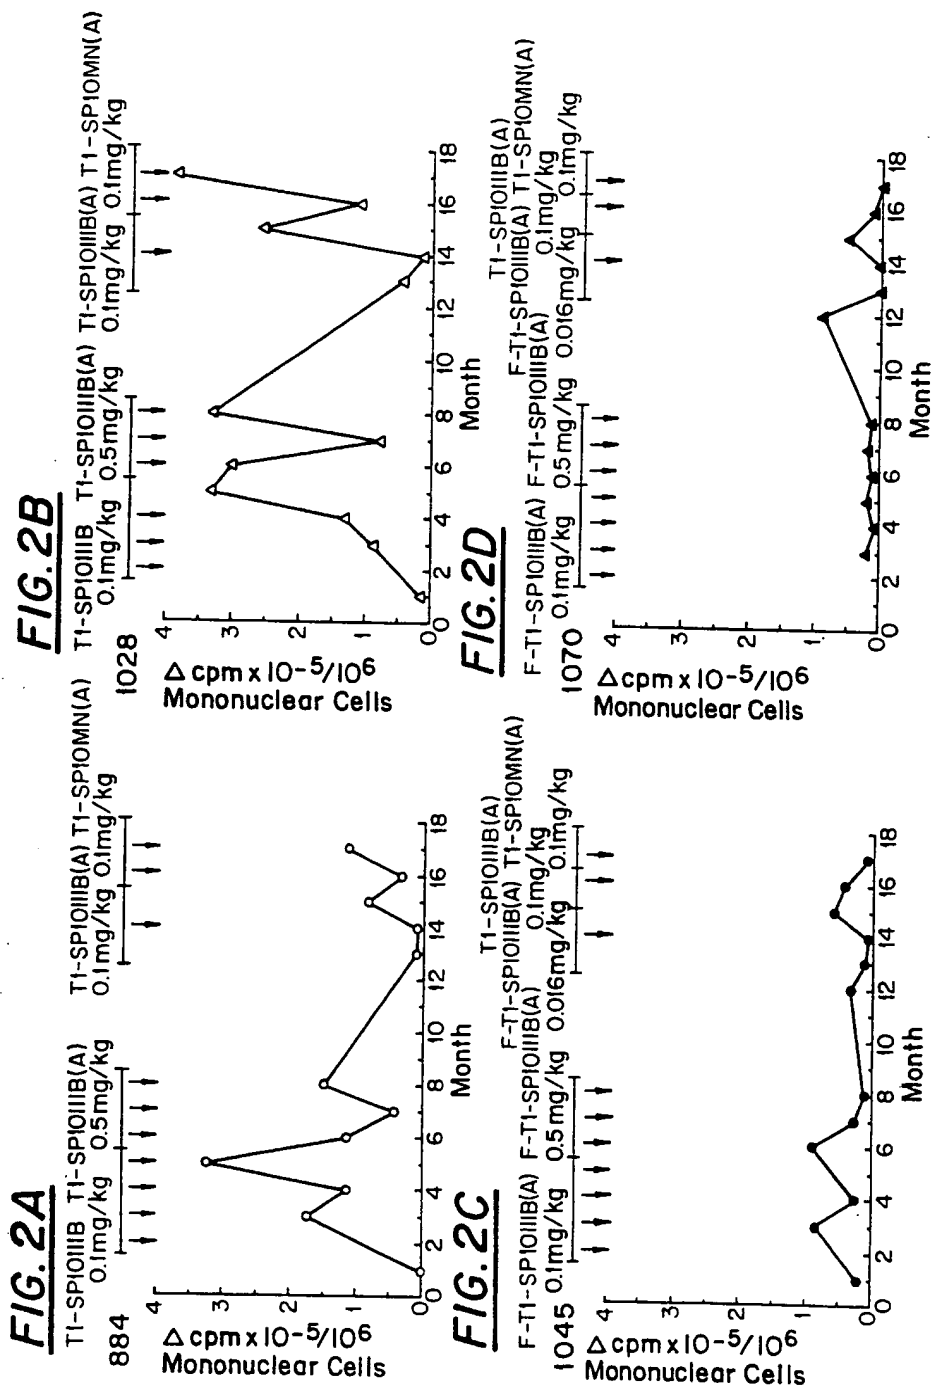 FIG.2A
T1-SP10IIIB T1-SP10IIIB(A) T1-SP10IIIB(A) T1-SP10MN(A)
0.1mg/kg 0.5mg/kg 0.1mg/kg 0.1mg/kg
884
4
3
2
1
0
Δ cpm x 10-5/106
Mononuclear Cells
0 2 4 6 8 10 12 14 16 18
Month
FIG.2B
T1-SP10IIIB T1-SP10IIIB(A) T1-SP10IIIB(A) T1-SP10MN(A)
0.1mg/kg 0.5mg/kg 0.1mg/kg 0.1mg/kg
1028
4
3
2
1
0
Δ cpm x 10-5/106
Mononuclear Cells
0 2 4 6 8 10 12 14 16 18
Month
FIG.2C
T1-SP10IIIB(A)
F-T1-SP10IIIB(A) T1-SP10MN(A)
F-T1-SP10IIIB(A) F-T1-SP10IIIB(A) 0.1mg/kg
1045 0.1mg/kg 0.5mg/kg 0.016mg/kg 0.1mg/kg
4
3
2
1
0
Δ cpm x 10-5/106
Mononuclear Cells
0 2 4 6 8 10 12 14 16 18
Month
FIG.2D
T1-SP10IIIB(A)
F-T1-SP10IIIB(A) T1-SP10MN(A)
F-T1-SP10IIIB(A) F-T1-SP10IIIB(A) 0.1mg/kg
0.1mg/kg 0.5mg/kg 0.016mg/kg 0.1mg/kg
1070
4
3
2
1
0
Δ cpm x 10-5/106
Mononuclear Cells
0 2 4 6 8 10 12 14 16 18
Month